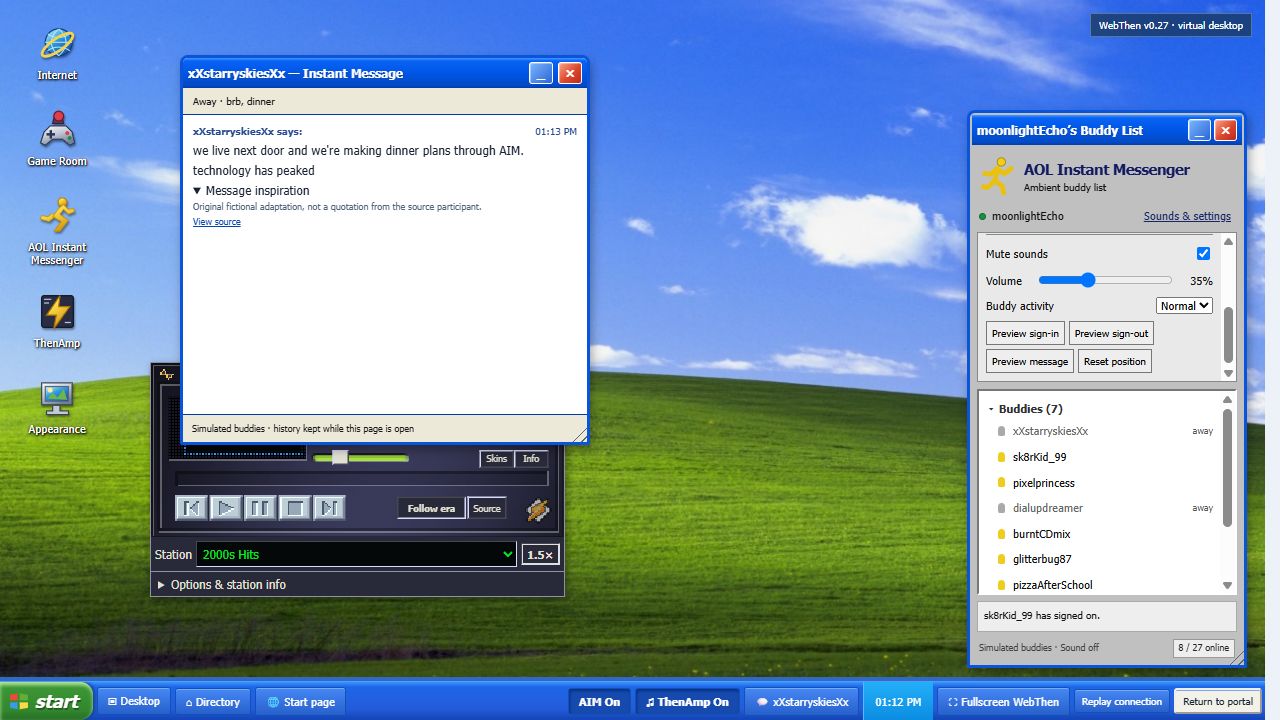 WebThen v0.27 · virtual desktop
Internet
Game Room
AOL Instant
Messenger
ThenAmp
Appearance
xXstarryskiesXx — Instant Message
Away · brb, dinner
xXstarryskiesXx says: 01:13 PM
we live next door and we're making dinner plans through AIM.
technology has peaked
▼ Message inspiration
Original fictional adaptation, not a quotation from the source participant.
View source
Simulated buddies · history kept while this page is open
Skins Info
Follow era Source
Station 2000s Hits 1.5×
▶ Options & station info
moonlightEcho's Buddy List
AOL Instant Messenger
Ambient buddy list
moonlightEcho Sounds & settings
Mute sounds
Volume 35%
Buddy activity Normal
Preview sign-in Preview sign-out
Preview message Reset position
Buddies (7)
xXstarryskiesXx away
sk8rKid_99
pixelprincess
dialupdreamer away
burntCDmix
glitterbug87
pizzaAfterSchool
sk8rKid_99 has signed on.
Simulated buddies · Sound off 8 / 27 online
start Desktop Directory Start page AIM On ThenAmp On xXstarryskiesXx 01:12 PM Fullscreen WebThen Replay connection Return to portal